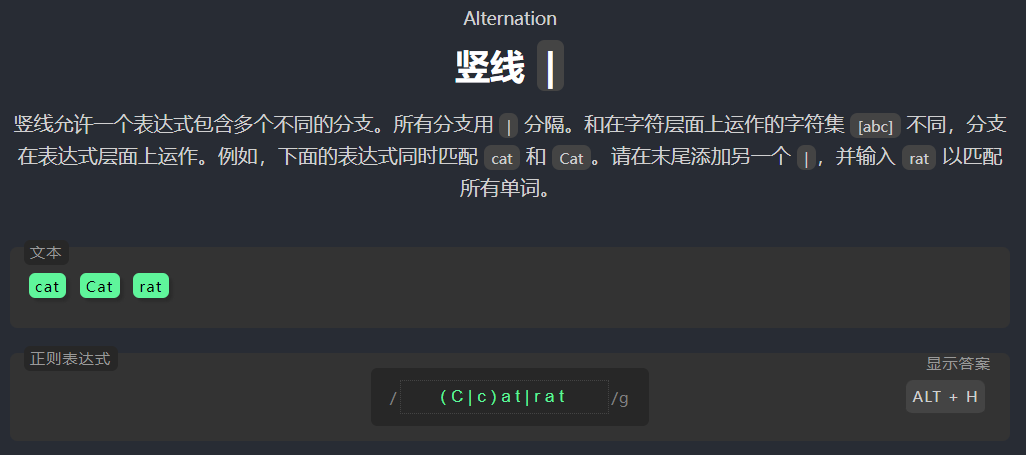 Alternation
竖线 |
竖线允许一个表达式包含多个不同的分支。所有分支用 | 分隔。和在字符层面上运作的字符集 [abc] 不同，分支
在表达式层面上运作。例如，下面的表达式同时匹配 cat 和 Cat。请在末尾添加另一个 |，并输入 rat 以匹配
所有单词。
文本
cat Cat rat
正则表达式
显示答案
/ (C|c)at|rat /g
ALT + H